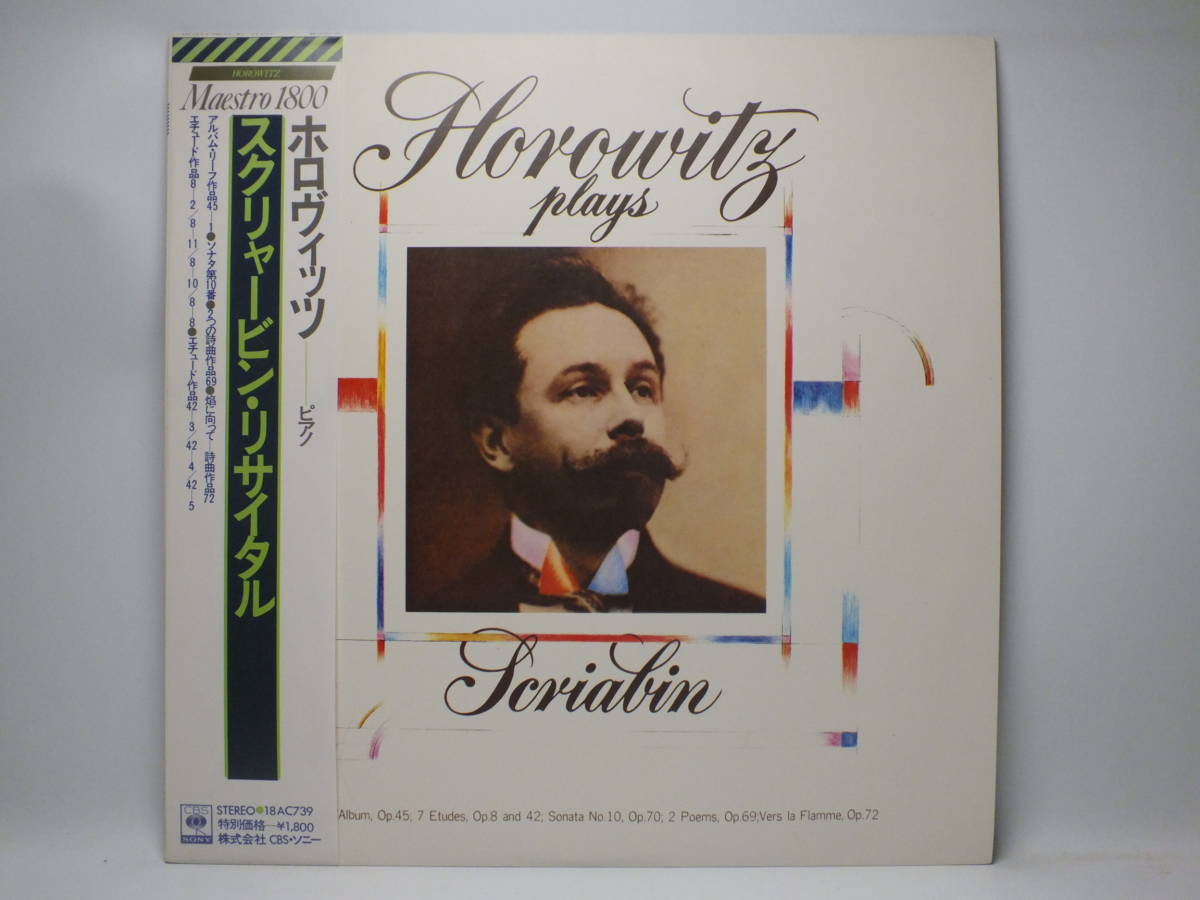 HOROWITZ
Maestro 1800
ホロヴィッツ――ピアノ
スクリャービン・リサイタル
アルバム・リーフ作品45―1●ソナタ第10番●2つの詩曲作品69●焰に向って―詩曲作品72
エチュード作品8―2/8―11/8―10/8―8●エチュード作品42―3/42―4/42―5
CBS
SONY
STEREO●18AC739
特別価格―¥1,800
株式会社 CBS・ソニー
Horowitz
plays
Scriabin
Album, Op.45; 7 Etudes, Op.8 and 42; Sonata No.10, Op.70; 2 Poems, Op.69;Vers la Flamme, Op.72